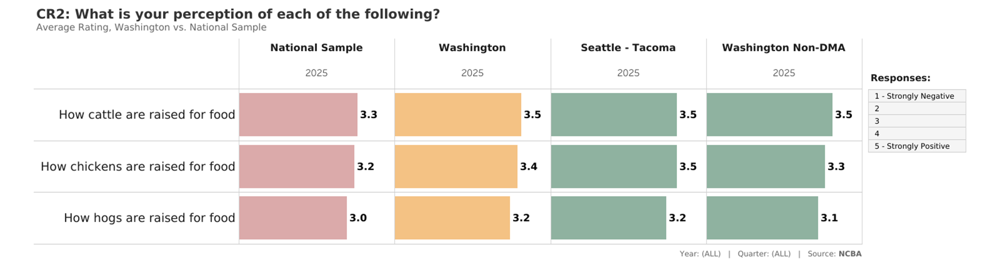 CR2: What is your perception of each of the following?
Average Rating, Washington vs. National Sample
National Sample Washington Seattle - Tacoma Washington Non-DMA
2025 2025 2025 2025
How cattle are raised for food 3.3 3.5 3.5 3.5
How chickens are raised for food 3.2 3.4 3.5 3.3
How hogs are raised for food 3.0 3.2 3.2 3.1
Responses:
1 - Strongly Negative
2
3
4
5 - Strongly Positive
Year: (ALL) | Quarter: (ALL) | Source: NCBA